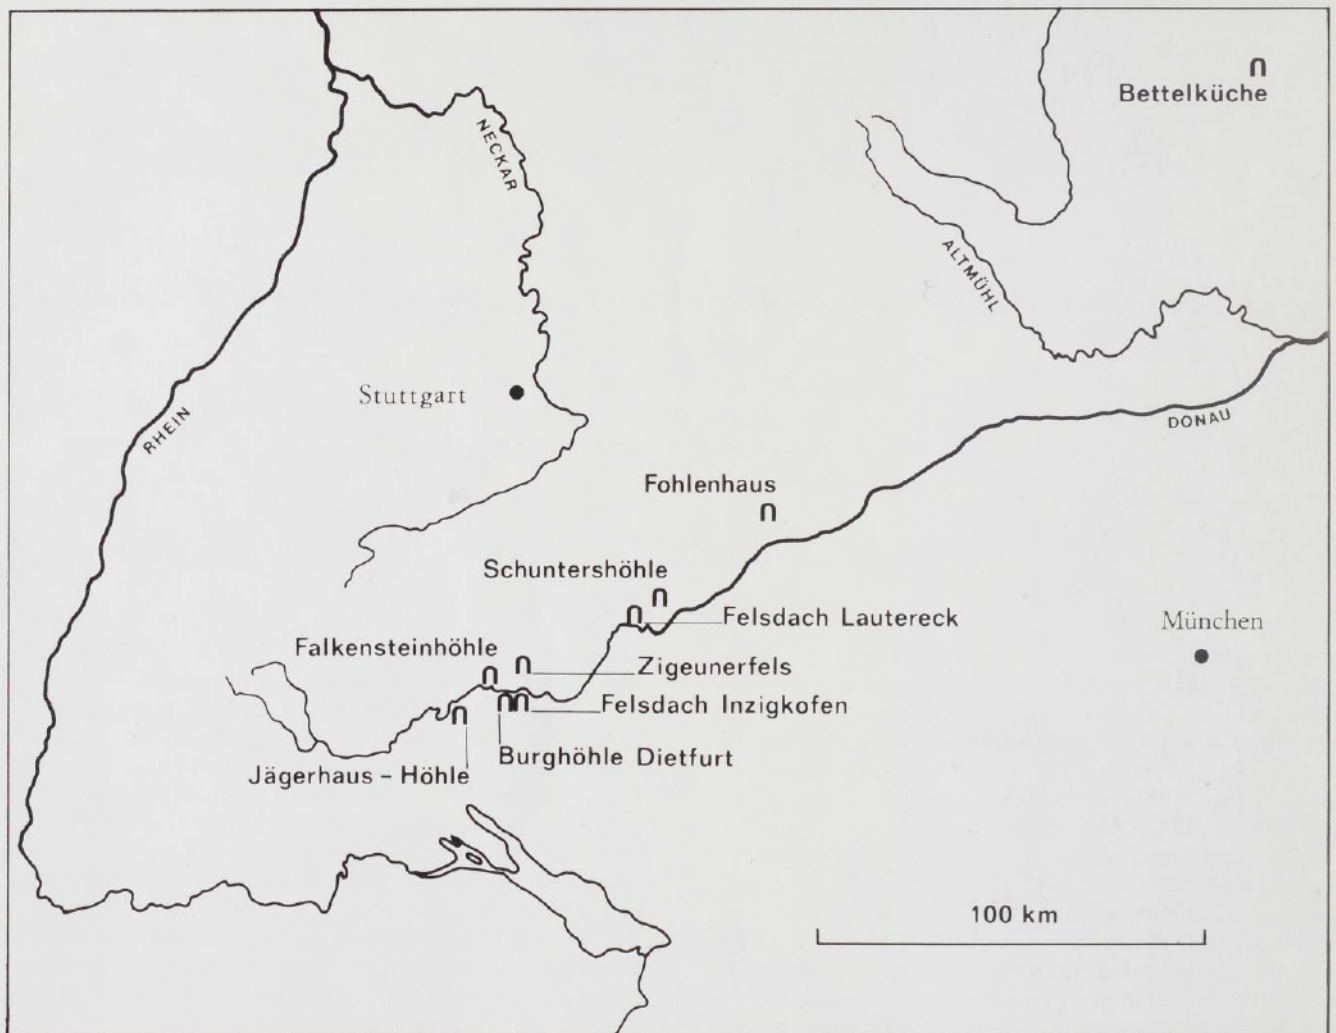 Bettelküche
NECKAR
ALTMÜHL
Stuttgart
RHEIN
DONAU
Fohlenhaus
Schuntershöhle
Felsdach Lautereck
München
Falkensteinhöhle
Zigeunerfels
Felsdach Inzigkofen
Burghöhle Dietfurt
Jägerhaus – Höhle
100 km